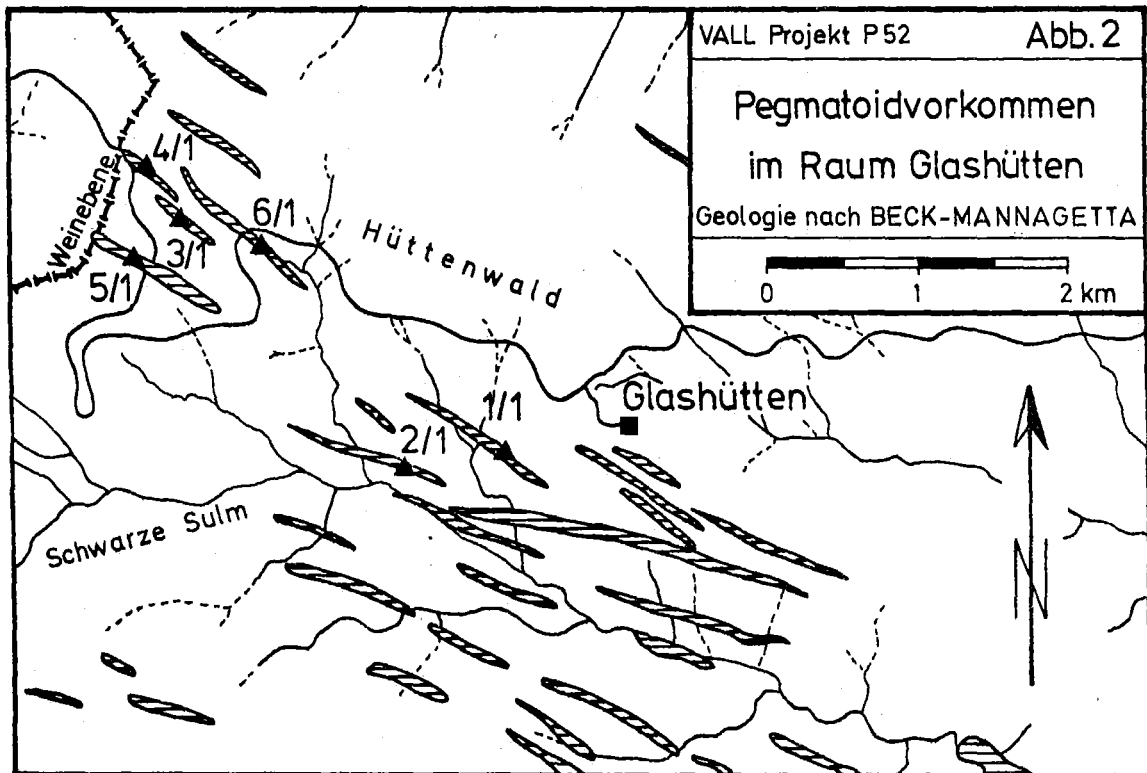 VALL Projekt P52 Abb. 2
Pegmatoidvorkommen
im Raum Glashütten
Geologie nach BECK-MANNAGETTA
0 1 2 km
Weinebene
4/1
3/1
5/1
6/1
Hüttenwald
Glashütten
1/1
2/1
Schwarze Sulm
N